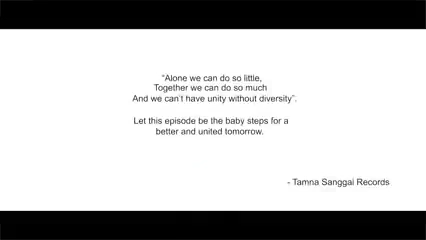 “Alone we can do so little,
Together we can do so much
And we can't have unity without diversity”.
Let this episode be the baby steps for a
better and united tomorrow.
- Tamna Sanggai Records